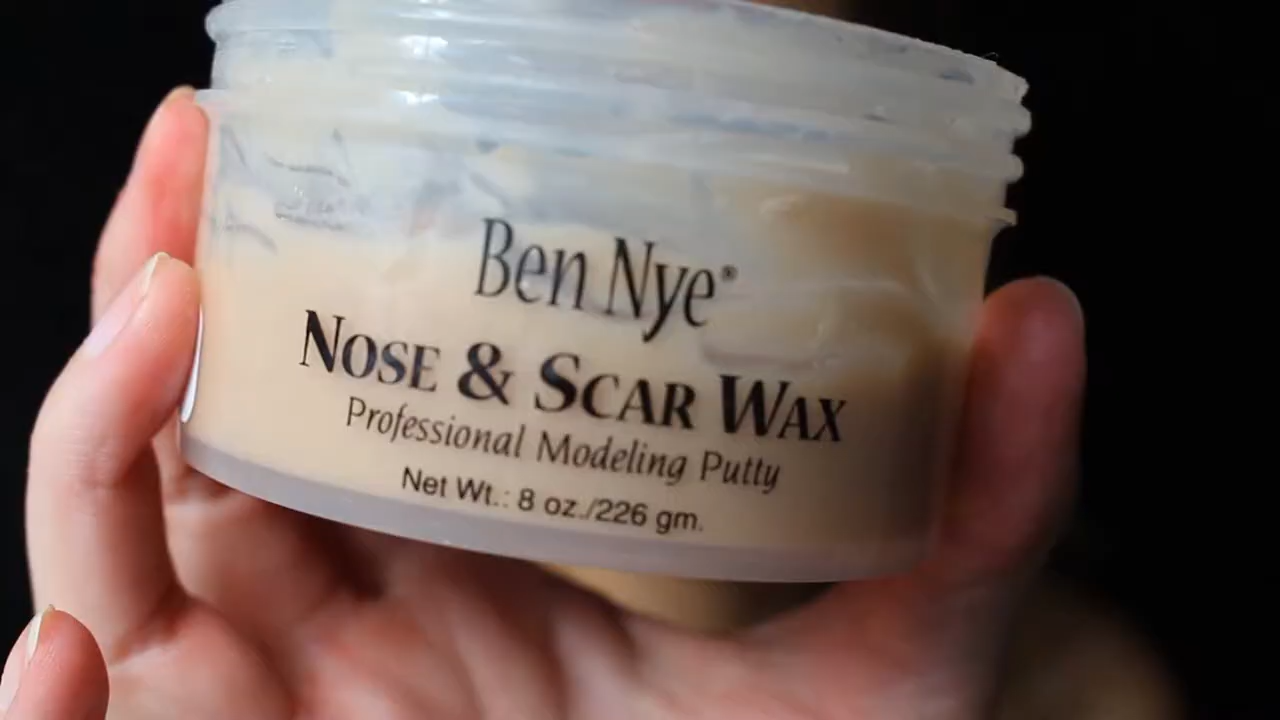 Ben Nye®
NOSE & SCAR WAX
Professional Modeling Putty
Net Wt.: 8 oz./226 gm.